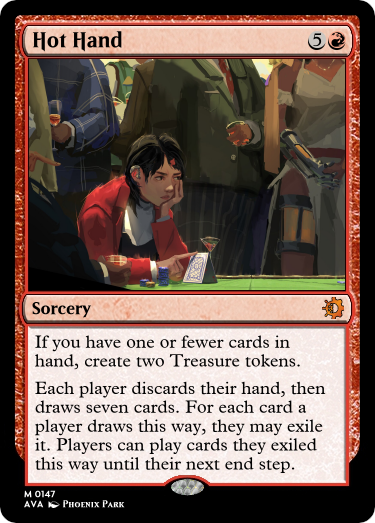 Hot Hand 5
Sorcery
If you have one or fewer cards in
hand, create two Treasure tokens.
Each player discards their hand, then
draws seven cards. For each card a
player draws this way, they may exile
it. Players can play cards they exiled
this way until their next end step.
M 0147
AVA Phoenix Park